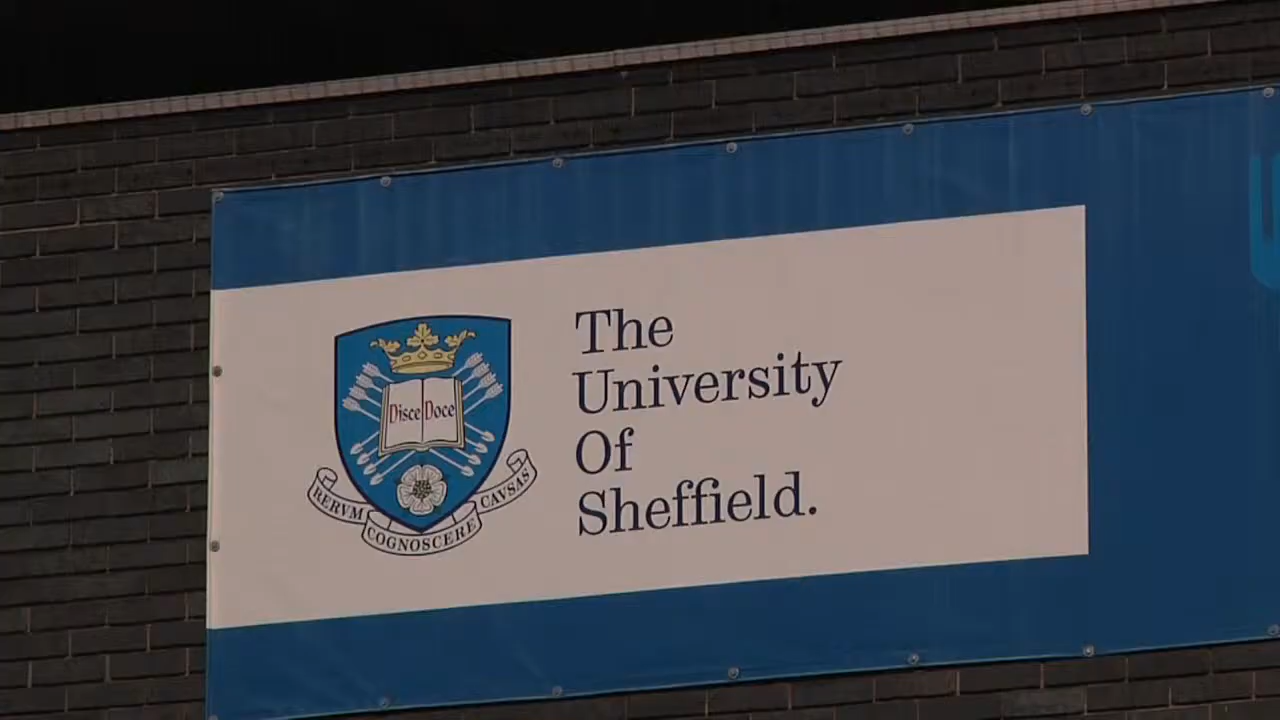 Disce Doce
RERVM COGNOSCERE CAVSAS
The
University
Of
Sheffield.